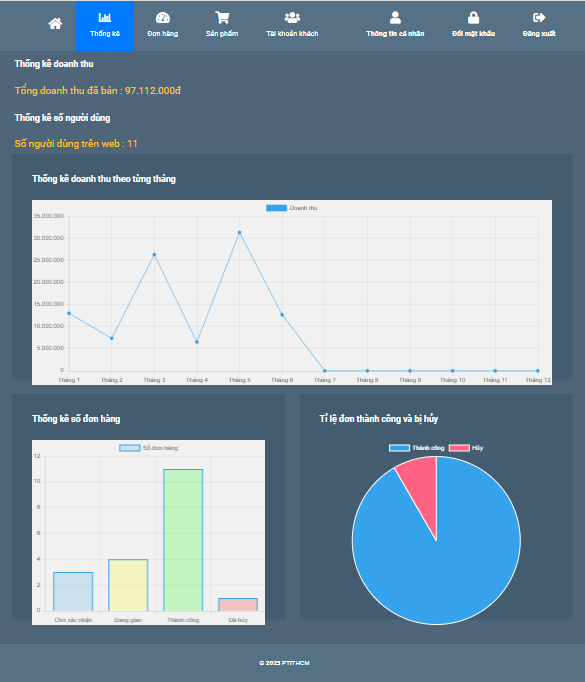 Thống kê
Đơn hàng
Sản phẩm
Tài khoản khách
Thông tin cá nhân
Đổi mật khẩu
Đăng xuất
Thống kê doanh thu
Tổng doanh thu đã bán : 97.112.000đ
Thống kê số người dùng
Số người dùng trên web : 11
Thống kê doanh thu theo từng tháng
Doanh thu
35.000.000
30.000.000
25.000.000
20.000.000
15.000.000
10.000.000
5.000.000
0
Tháng 1 Tháng 2 Tháng 3 Tháng 4 Tháng 5 Tháng 6 Tháng 7 Tháng 8 Tháng 9 Tháng 10 Tháng 11 Tháng 12
Thống kê số đơn hàng
Số đơn hàng
12
10
8
6
4
2
0
Chờ xác nhận Đang giao Thành công Đã hủy
Tỉ lệ đơn thành công và bị hủy
Thành công Hủy
© 2023 PTITHCM